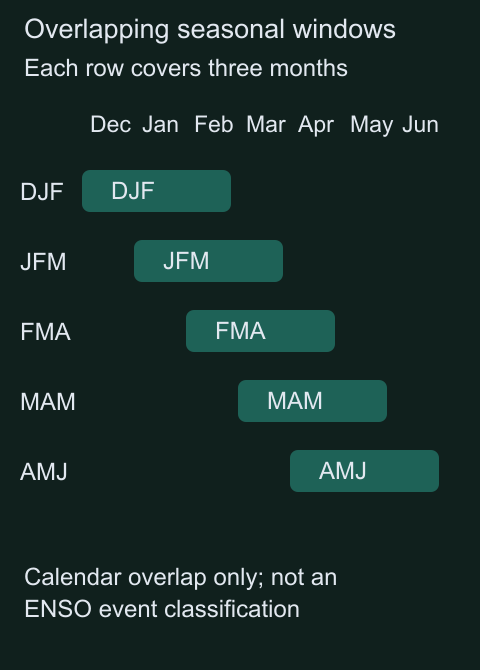 Overlapping seasonal windows
Each row covers three months
Dec Jan Feb Mar Apr May Jun
DJF DJF
JFM JFM
FMA FMA
MAM MAM
AMJ AMJ
Calendar overlap only; not an
ENSO event classification